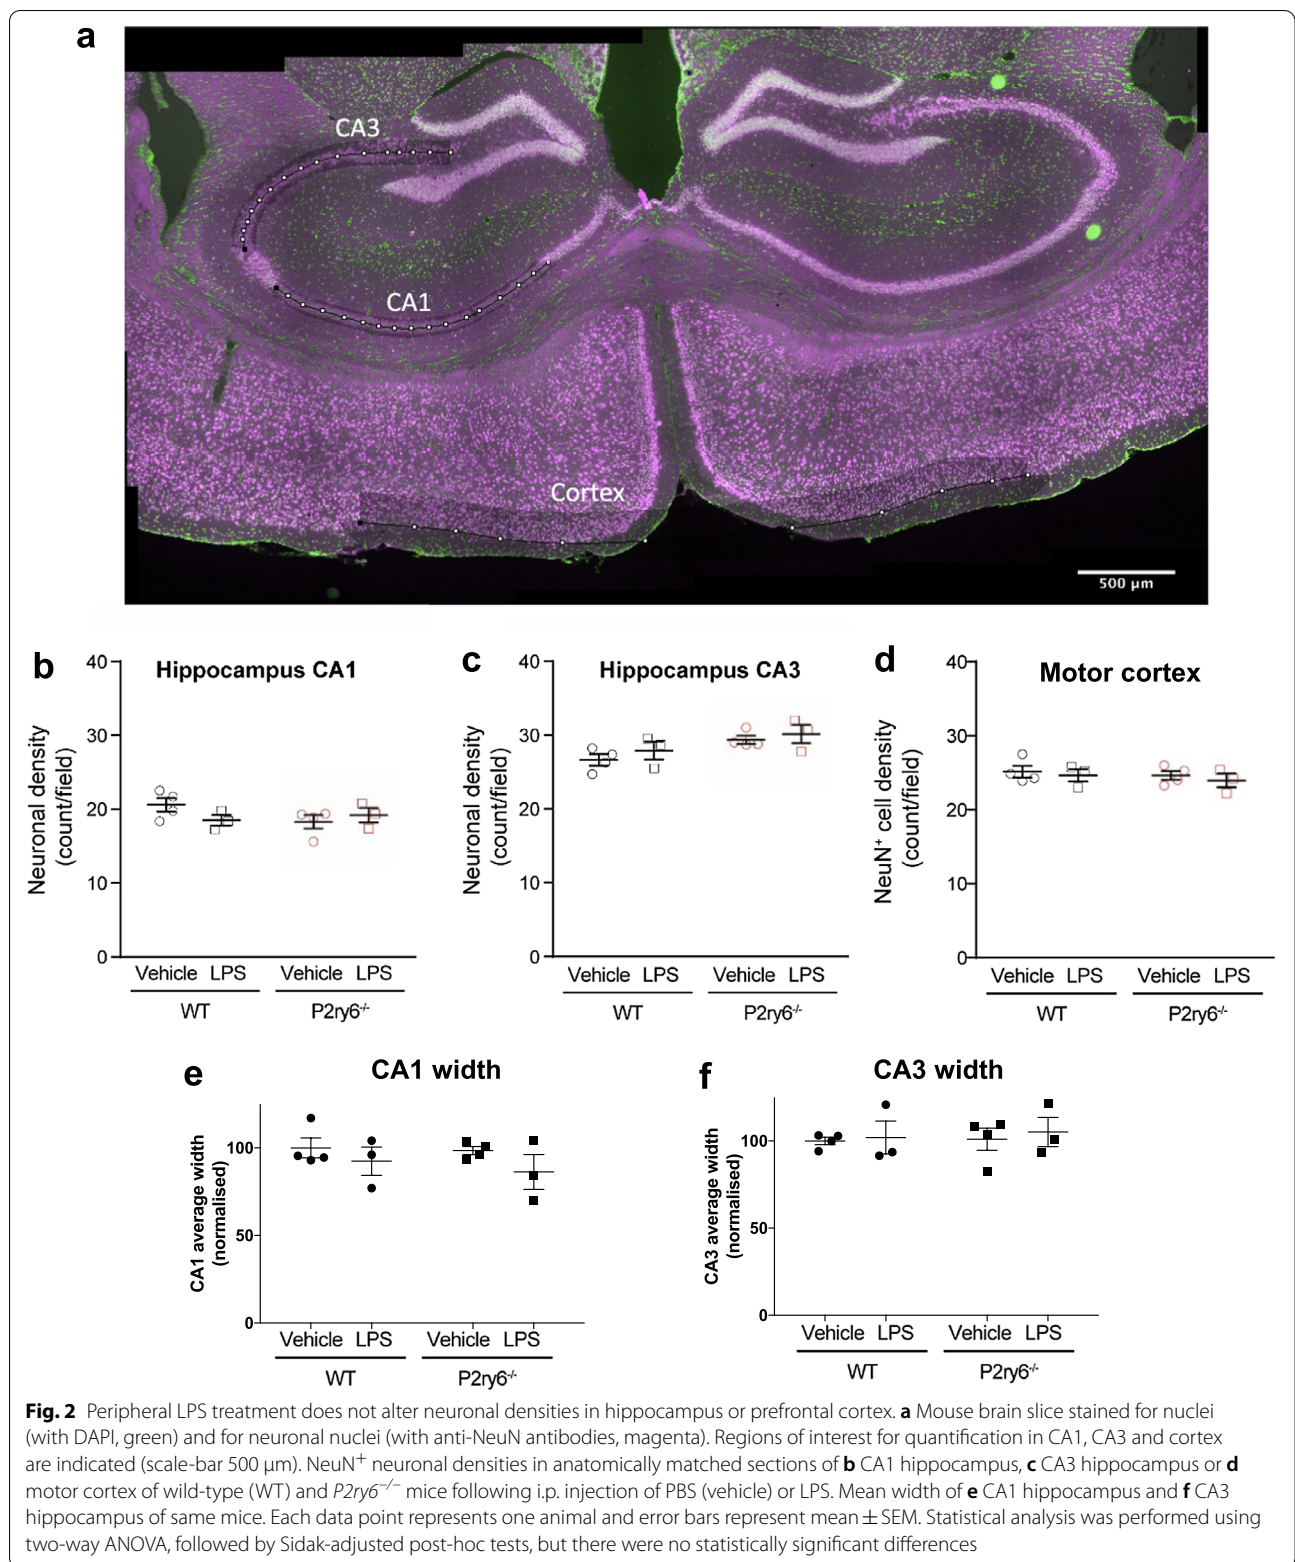 a
CA3
CA1
Cortex
500 µm
b
Hippocampus CA1
Neuronal density
(count/field)
40
30
20
10
0
Vehicle LPS
Vehicle LPS
WT
P2ry6-/-
c
Hippocampus CA3
Neuronal density
(count/field)
40
30
20
10
0
Vehicle LPS
Vehicle LPS
WT
P2ry6-/-
d
Motor cortex
NeuN+ cell density
(count/field)
40
30
20
10
0
Vehicle LPS
Vehicle LPS
WT
P2ry6-/-
e
CA1 width
CA1 average width
(normalised)
100
50
0
Vehicle LPS
Vehicle LPS
WT
P2ry6-/-
f
CA3 width
CA3 average width
(normalised)
100
50
0
Vehicle LPS
Vehicle LPS
WT
P2ry6-/-
Fig. 2 Peripheral LPS treatment does not alter neuronal densities in hippocampus or prefrontal cortex. a Mouse brain slice stained for nuclei
(with DAPI, green) and for neuronal nuclei (with anti-NeuN antibodies, magenta). Regions of interest for quantification in CA1, CA3 and cortex
are indicated (scale-bar 500 µm). NeuN+ neuronal densities in anatomically matched sections of b CA1 hippocampus, c CA3 hippocampus or d
motor cortex of wild-type (WT) and P2ry6−/− mice following i.p. injection of PBS (vehicle) or LPS. Mean width of e CA1 hippocampus and f CA3
hippocampus of same mice. Each data point represents one animal and error bars represent mean ± SEM. Statistical analysis was performed using
two-way ANOVA, followed by Sidak-adjusted post-hoc tests, but there were no statistically significant differences